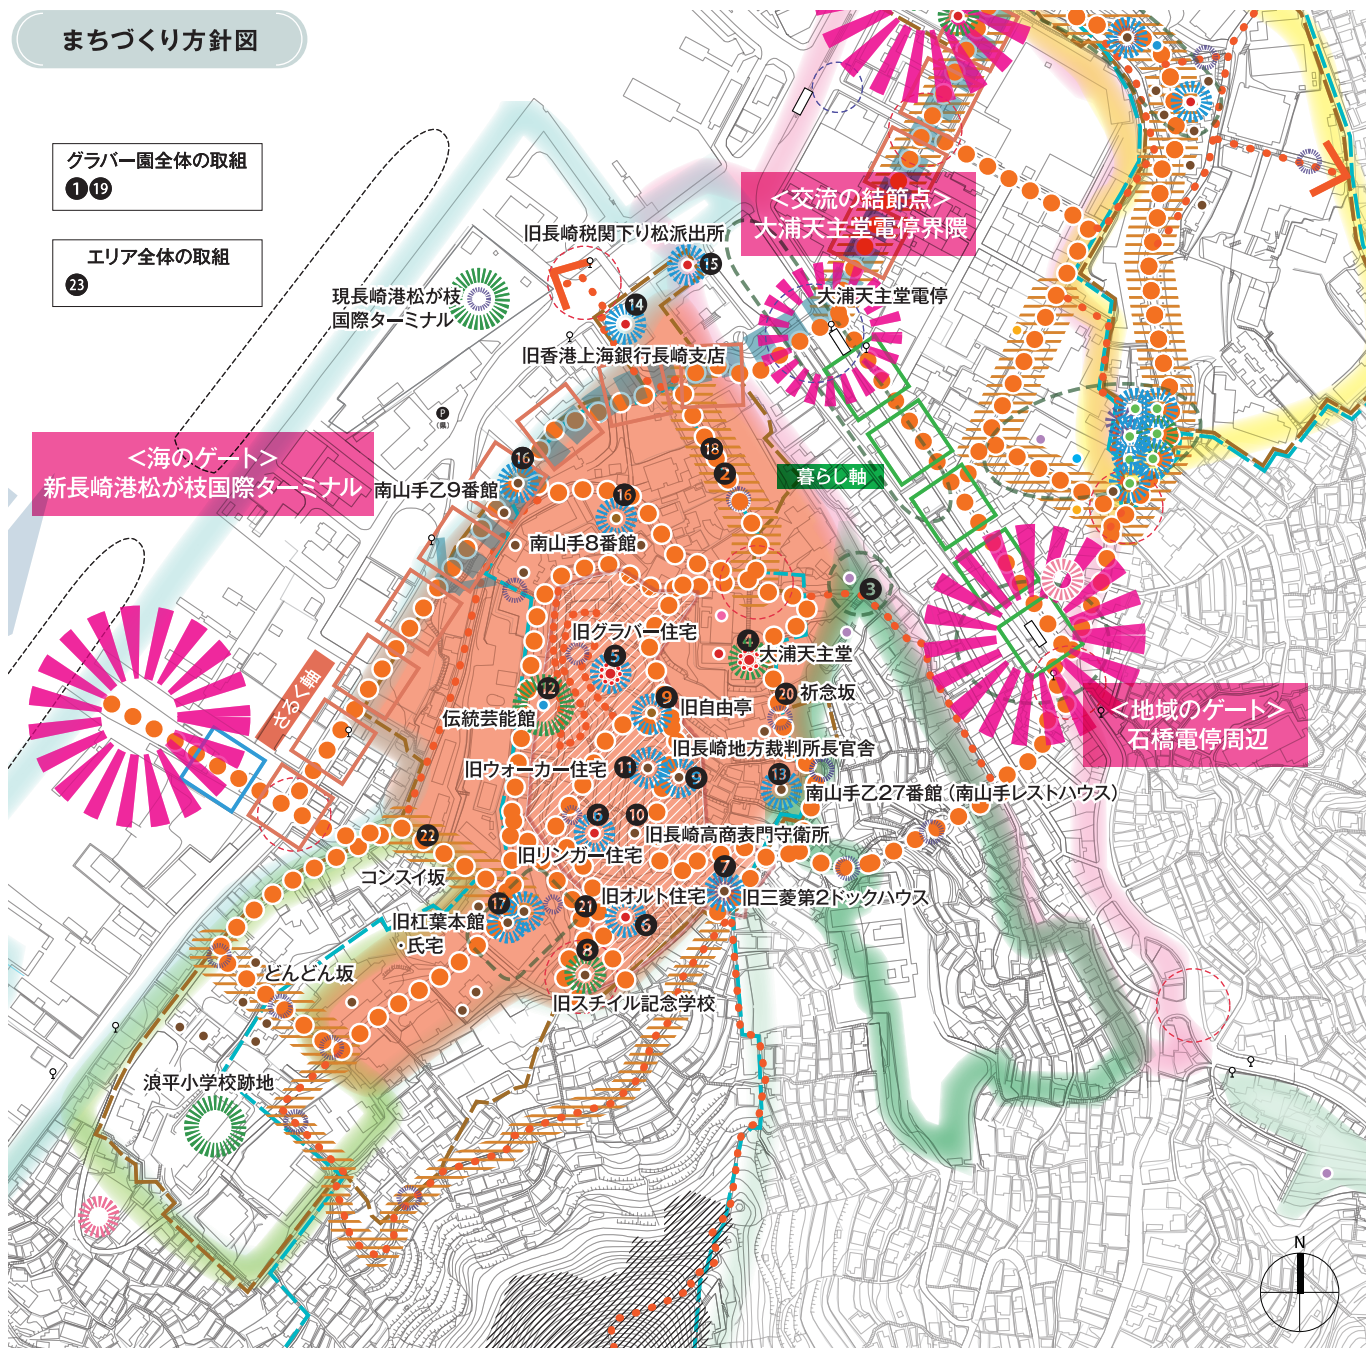 まちづくり方針図
グラバー園全体の取組
1 19
エリア全体の取組
23
＜交流の結節点＞
大浦天主堂電停界隈
旧長崎税関下り松派出所
15
現長崎港松が枝
国際ターミナル
14
大浦天主堂電停
旧香港上海銀行長崎支店
P
(県)
＜海のゲート＞
新長崎港松が枝国際ターミナル
16
南山手乙9番館
18
2
暮らし軸
16
南山手8番館
3
旧グラバー住宅
5
4
大浦天主堂
さるく軸
12
伝統芸能館
9
旧自由亭
20
祈念坂
＜地域のゲート＞
石橋電停周辺
旧長崎地方裁判所長官舎
旧ウォーカー住宅
11
9
13
南山手乙27番館（南山手レストハウス）
6
10
22
旧長崎高商表門守衛所
コンスイ坂
旧リンガー住宅
7
旧オルト住宅
旧三菱第2ドックハウス
17
旧杠葉本館
・氏宅
21
6
8
どんどん坂
旧スチイル記念学校
浪平小学校跡地
N